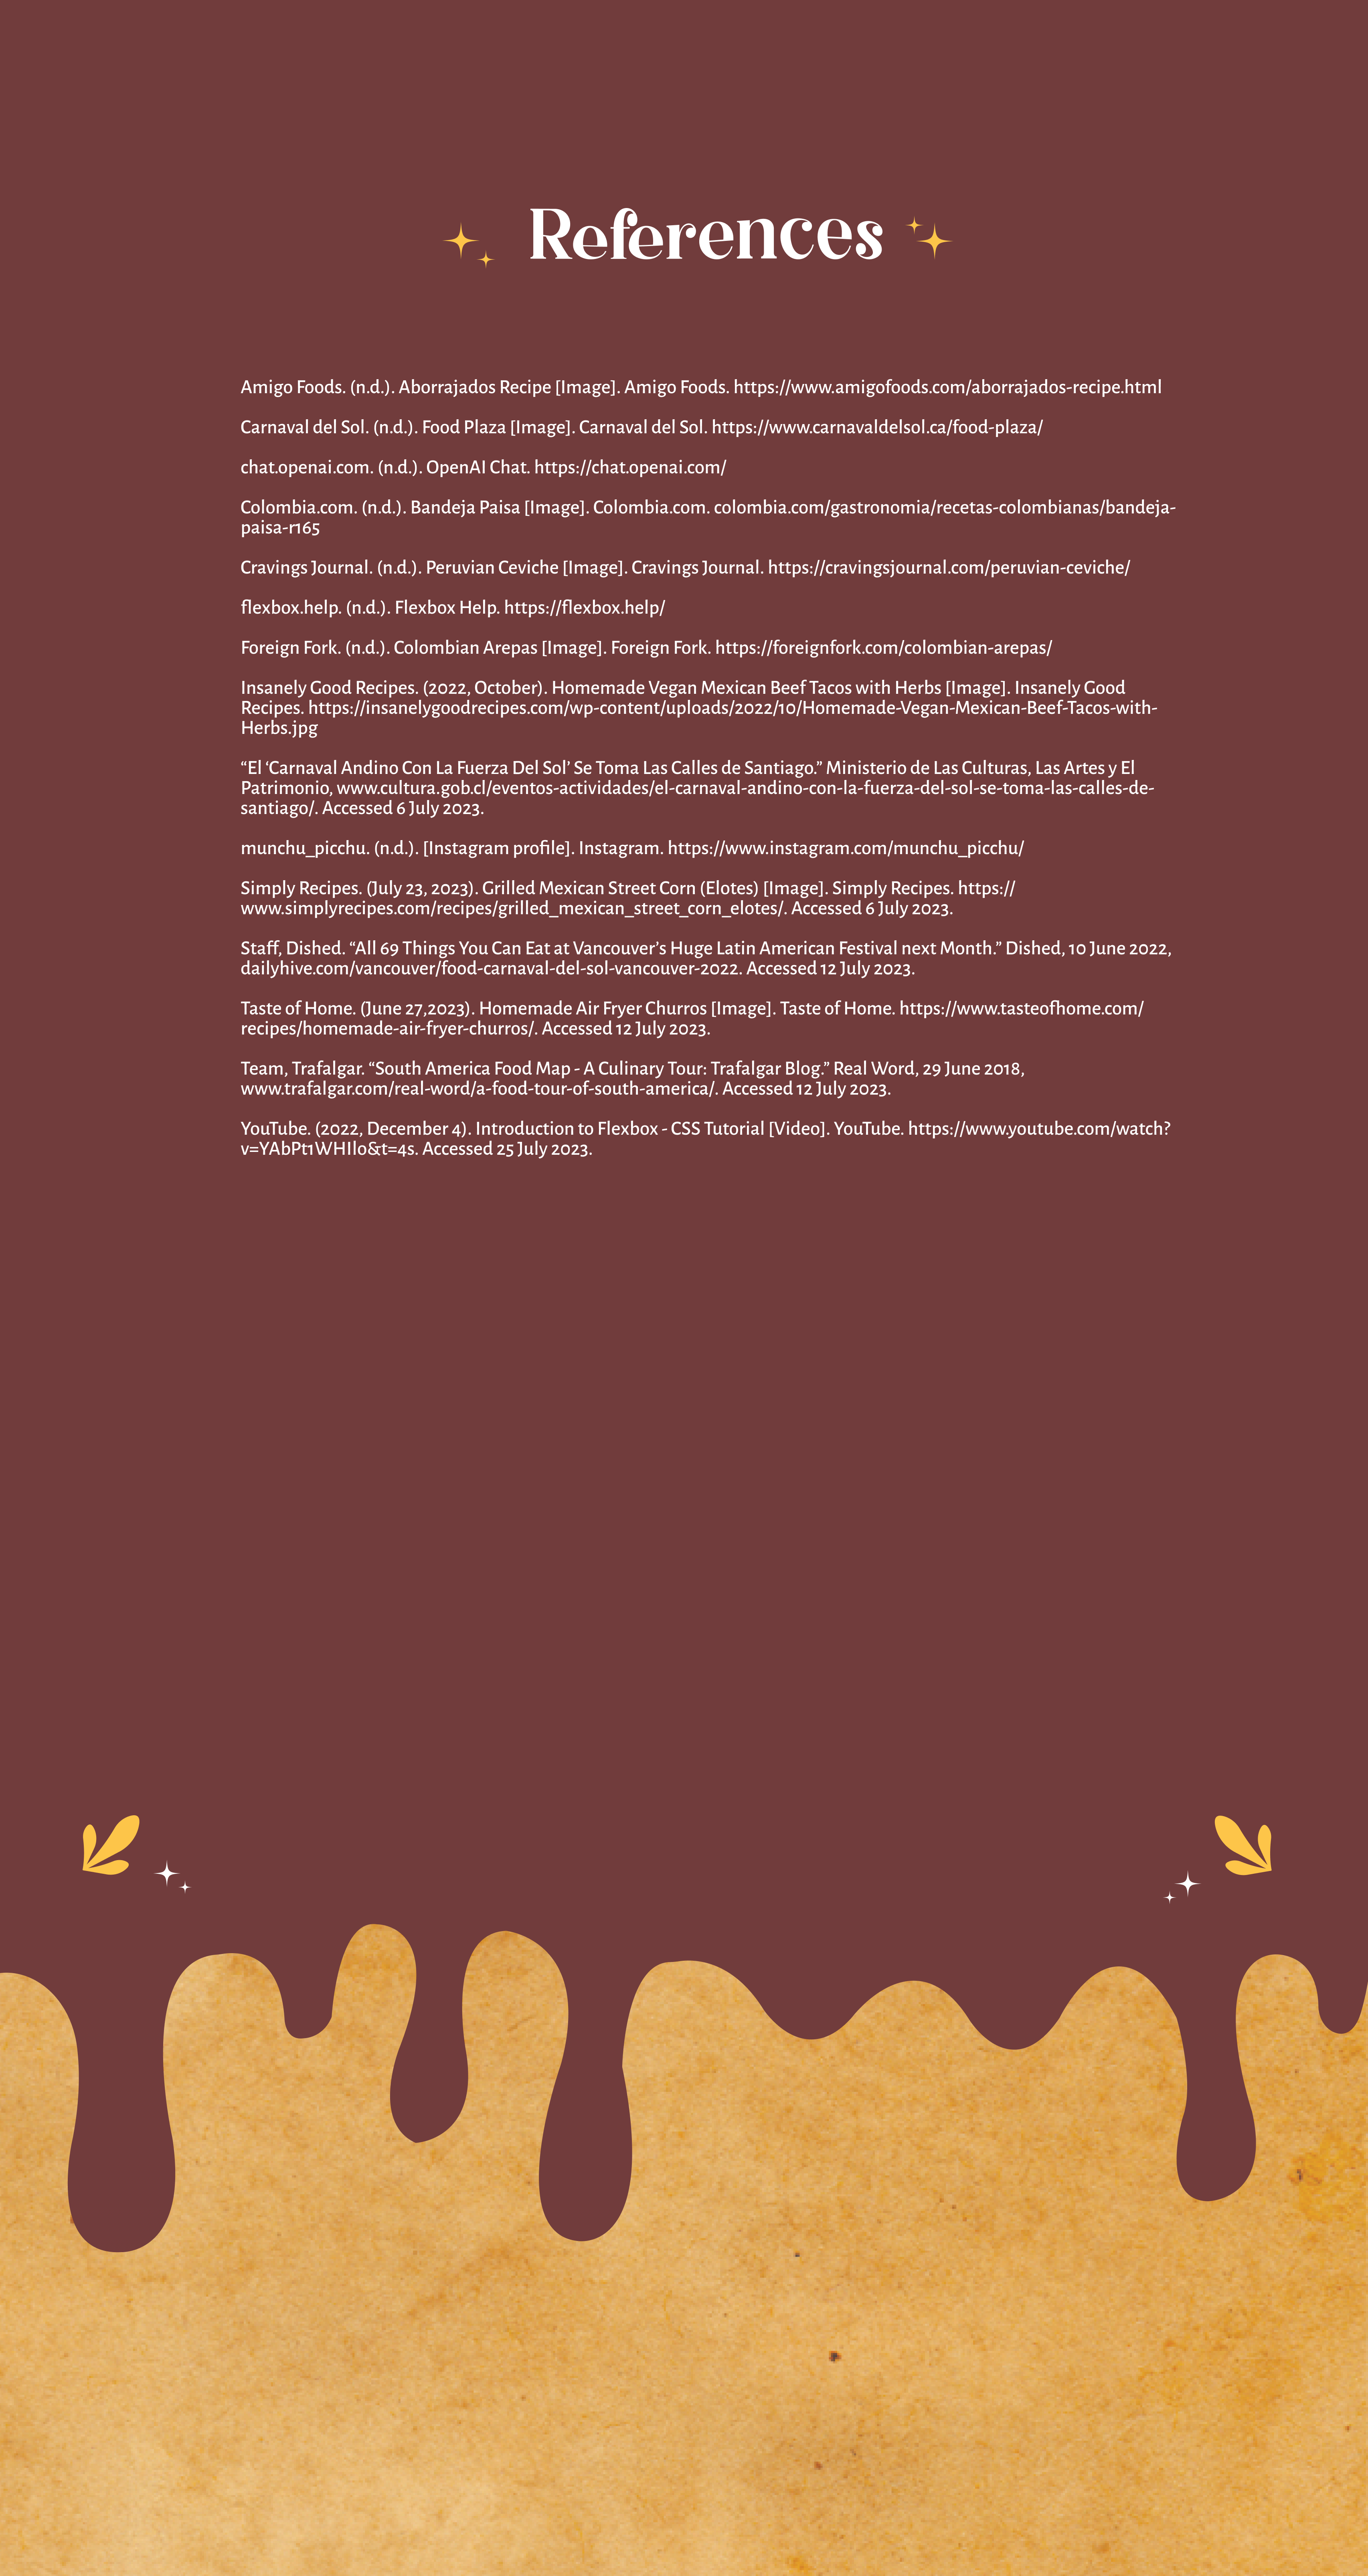 References
Amigo Foods. (n.d.). Aborrajados Recipe [Image]. Amigo Foods. https://www.amigofoods.com/aborrajados-recipe.html
Carnaval del Sol. (n.d.). Food Plaza [Image]. Carnaval del Sol. https://www.carnavaldelsol.ca/food-plaza/
chat.openai.com. (n.d.). OpenAI Chat. https://chat.openai.com/
Colombia.com. (n.d.). Bandeja Paisa [Image]. Colombia.com. colombia.com/gastronomia/recetas-colombianas/bandeja-
paisa-r165
Cravings Journal. (n.d.). Peruvian Ceviche [Image]. Cravings Journal. https://cravingsjournal.com/peruvian-ceviche/
flexbox.help. (n.d.). Flexbox Help. https://flexbox.help/
Foreign Fork. (n.d.). Colombian Arepas [Image]. Foreign Fork. https://foreignfork.com/colombian-arepas/
Insanely Good Recipes. (2022, October). Homemade Vegan Mexican Beef Tacos with Herbs [Image]. Insanely Good
Recipes. https://insanelygoodrecipes.com/wp-content/uploads/2022/10/Homemade-Vegan-Mexican-Beef-Tacos-with-
Herbs.jpg
“El ‘Carnaval Andino Con La Fuerza Del Sol’ Se Toma Las Calles de Santiago.” Ministerio de Las Culturas, Las Artes y El
Patrimonio, www.cultura.gob.cl/eventos-actividades/el-carnaval-andino-con-la-fuerza-del-sol-se-toma-las-calles-de-
santiago/. Accessed 6 July 2023.
munchu_picchu. (n.d.). [Instagram profile]. Instagram. https://www.instagram.com/munchu_picchu/
Simply Recipes. (July 23, 2023). Grilled Mexican Street Corn (Elotes) [Image]. Simply Recipes. https://
www.simplyrecipes.com/recipes/grilled_mexican_street_corn_elotes/. Accessed 6 July 2023.
Staff, Dished. “All 69 Things You Can Eat at Vancouver’s Huge Latin American Festival next Month.” Dished, 10 June 2022,
dailyhive.com/vancouver/food-carnaval-del-sol-vancouver-2022. Accessed 12 July 2023.
Taste of Home. (June 27,2023). Homemade Air Fryer Churros [Image]. Taste of Home. https://www.tasteofhome.com/
recipes/homemade-air-fryer-churros/. Accessed 12 July 2023.
Team, Trafalgar. “South America Food Map - A Culinary Tour: Trafalgar Blog.” Real Word, 29 June 2018,
www.trafalgar.com/real-word/a-food-tour-of-south-america/. Accessed 12 July 2023.
YouTube. (2022, December 4). Introduction to Flexbox - CSS Tutorial [Video]. YouTube. https://www.youtube.com/watch?
v=YAbPt1WHIlo&t=4s. Accessed 25 July 2023.